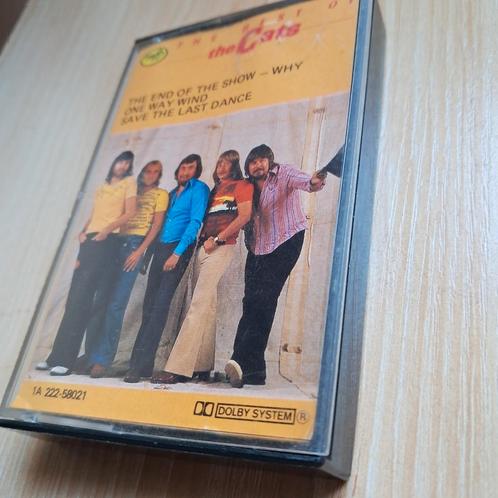 THE BEST OF
the Cats
THE END OF THE SHOW – WHY
ONE WAY WIND
SAVE THE LAST DANCE
1A 222-58021
DOLBY SYSTEM ®